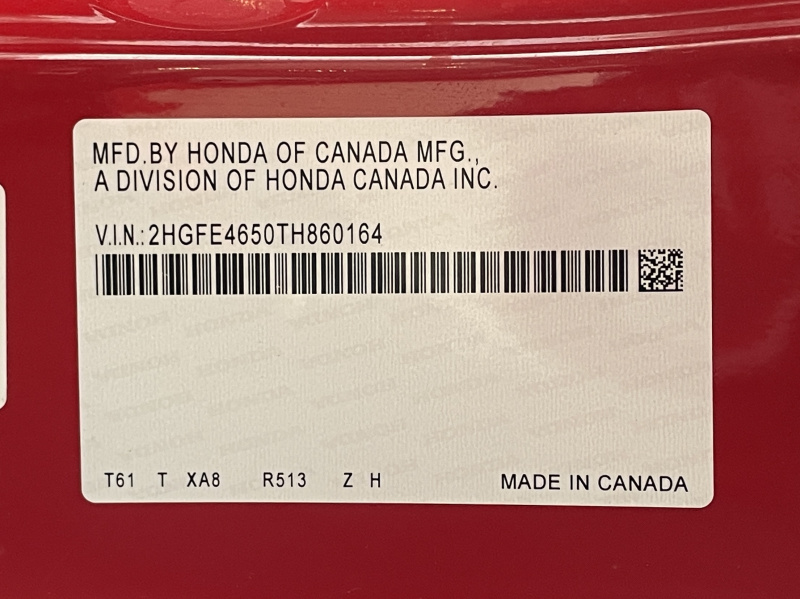 MFD.BY HONDA OF CANADA MFG.,
A DIVISION OF HONDA CANADA INC.
V.I.N.:2HGFE4650TH860164
T61 T XA8 R513 Z H MADE IN CANADA